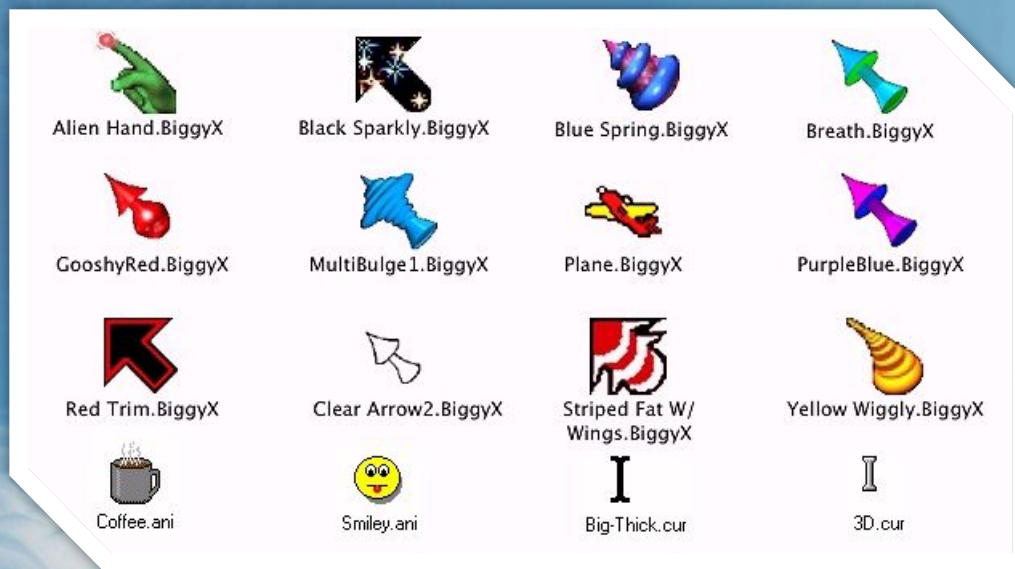 Alien Hand.BiggyX
Black Sparkly.BiggyX
Blue Spring.BiggyX
Breath.BiggyX
GooshyRed.BiggyX
MultiBulge1.BiggyX
Plane.BiggyX
PurpleBlue.BiggyX
Red Trim.BiggyX
Clear Arrow2.BiggyX
Striped Fat W/
Wings.BiggyX
Yellow Wiggly.BiggyX
Coffee.ani
Smiley.ani
Big-Thick.cur
3D.cur